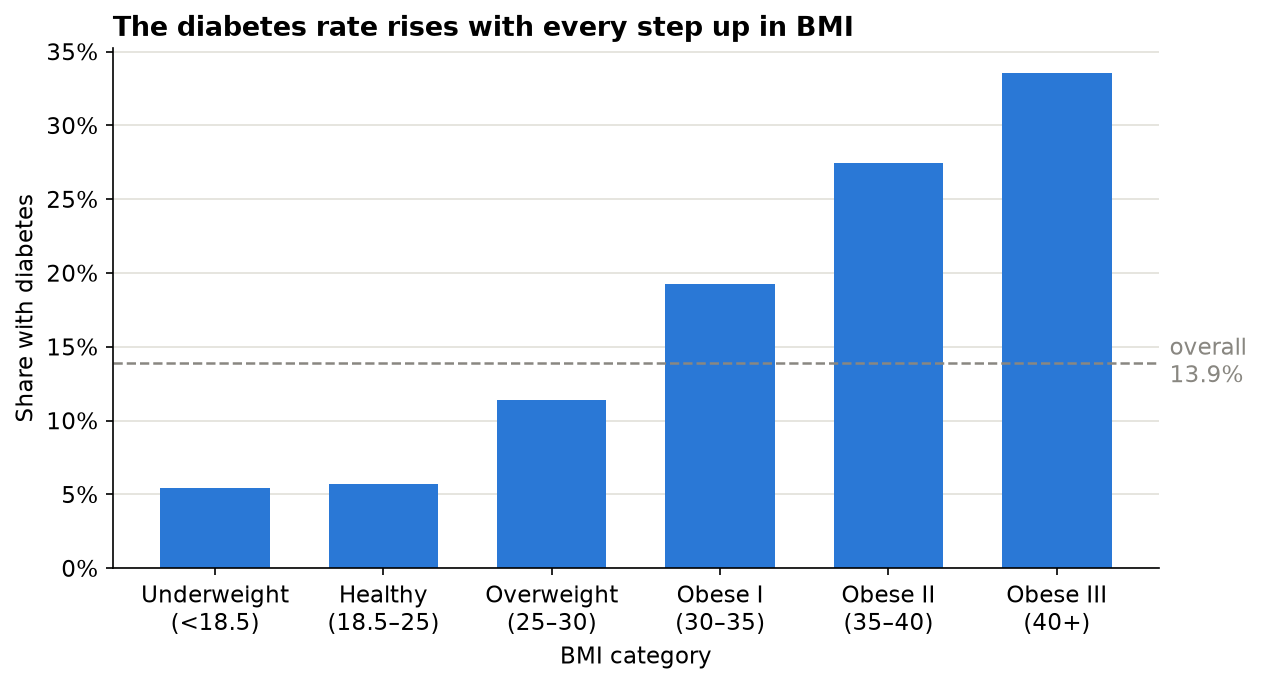 The diabetes rate rises with every step up in BMI
35%
30%
25%
20%
15%
10%
5%
0%
Share with diabetes
overall
13.9%
Underweight
(<18.5)
Healthy
(18.5–25)
Overweight
(25–30)
Obese I
(30–35)
Obese II
(35–40)
Obese III
(40+)
BMI category